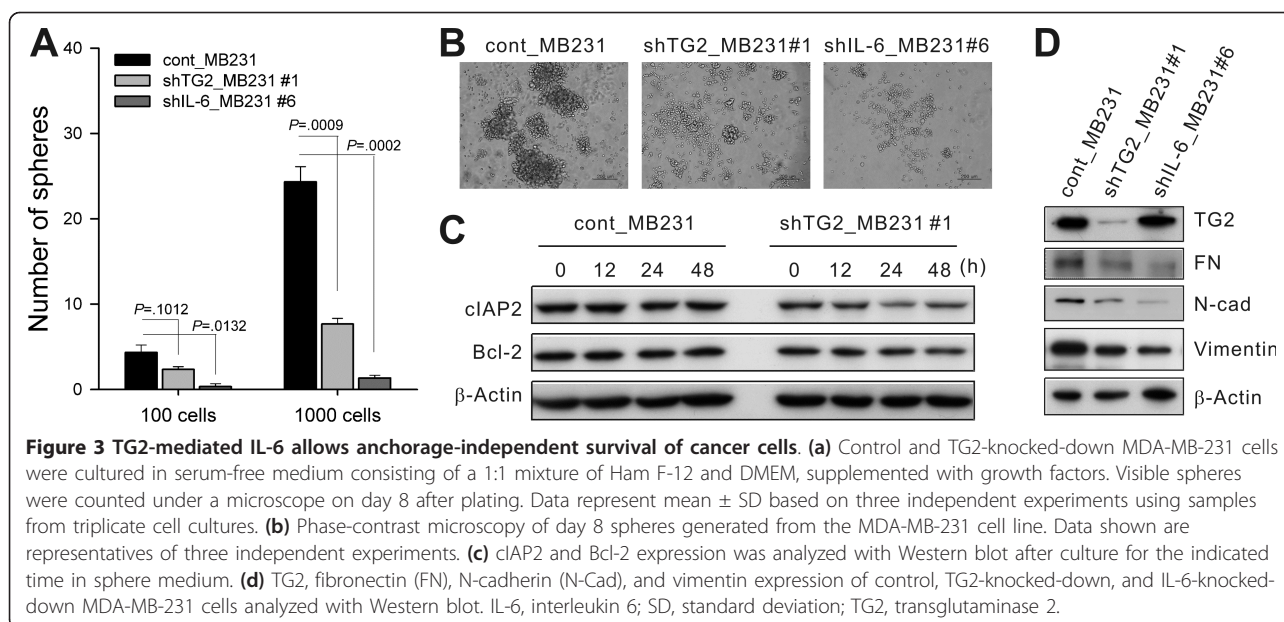 A
40
30
20
10
0
Number of spheres
cont_MB231
shTG2_MB231 #1
shIL-6_MB231 #6
P=.1012
P=.0132
P=.0009
P=.0002
100 cells
1000 cells
B
cont_MB231
shTG2_MB231#1
shIL-6_MB231#6
C
cont_MB231
shTG2_MB231 #1
0 12 24 48 0 12 24 48 (h)
cIAP2
Bcl-2
β-Actin
D
cont_MB231
shTG2_MB231#1
shIL-6_MB231#6
TG2
FN
N-cad
Vimentin
β-Actin
Figure 3 TG2-mediated IL-6 allows anchorage-independent survival of cancer cells. (a) Control and TG2-knocked-down MDA-MB-231 cells
were cultured in serum-free medium consisting of a 1:1 mixture of Ham F-12 and DMEM, supplemented with growth factors. Visible spheres
were counted under a microscope on day 8 after plating. Data represent mean ± SD based on three independent experiments using samples
from triplicate cell cultures. (b) Phase-contrast microscopy of day 8 spheres generated from the MDA-MB-231 cell line. Data shown are
representatives of three independent experiments. (c) cIAP2 and Bcl-2 expression was analyzed with Western blot after culture for the indicated
time in sphere medium. (d) TG2, fibronectin (FN), N-cadherin (N-Cad), and vimentin expression of control, TG2-knocked-down, and IL-6-knocked-
down MDA-MB-231 cells analyzed with Western blot. IL-6, interleukin 6; SD, standard deviation; TG2, transglutaminase 2.